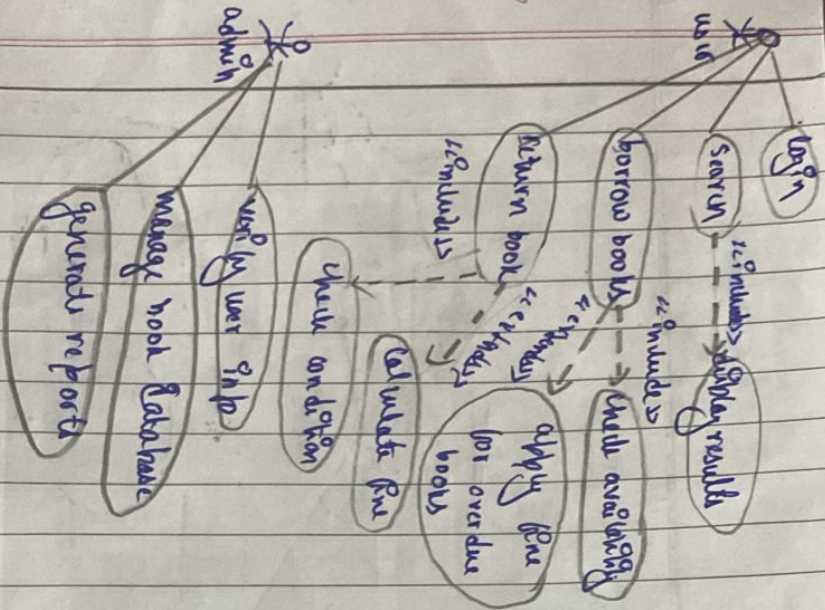 user
login
search
<<includes>>
display results
borrow books
<<includes>>
check availability
<<extends>>
apply fine
for overdue
books
return book
<<extends>>
calculate fine
<<includes>>
check condition
admin
verify user info
manage book database
generate reports